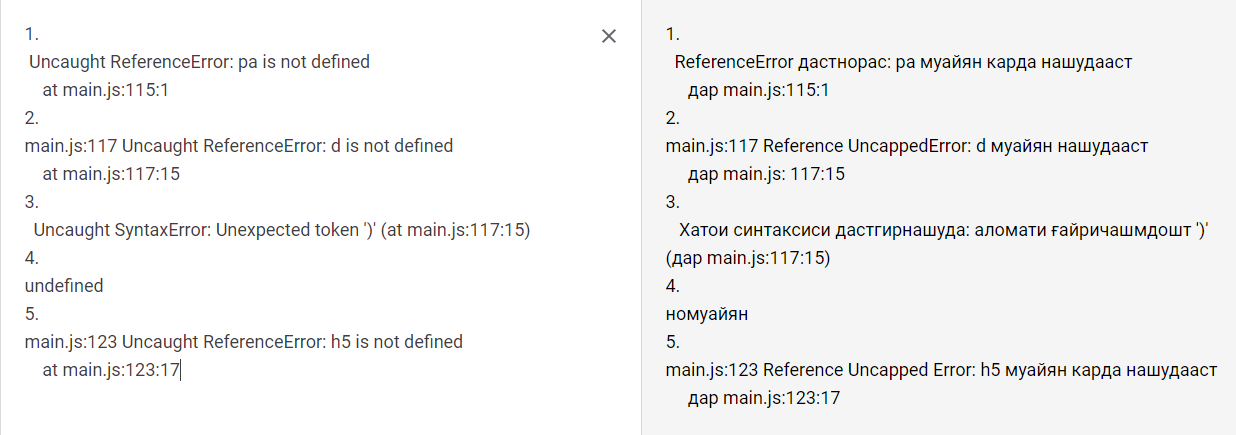 1.
Uncaught ReferenceError: pa is not defined
at main.js:115:1
2.
main.js:117 Uncaught ReferenceError: d is not defined
at main.js:117:15
3.
Uncaught SyntaxError: Unexpected token ')' (at main.js:117:15)
4.
undefined
5.
main.js:123 Uncaught ReferenceError: h5 is not defined
at main.js:123:17
1.
ReferenceError дастнорас: pa муайян карда нашудааст
дар main.js:115:1
2.
main.js:117 Reference UncappedError: d муайян нашудааст
дар main.js: 117:15
3.
Хатои синтаксиси дастгирнашуда: аломати ғайричашмдошт ')'
(дар main.js:117:15)
4.
номуайян
5.
main.js:123 Reference Uncapped Error: h5 муайян карда нашудааст
дар main.js:123:17